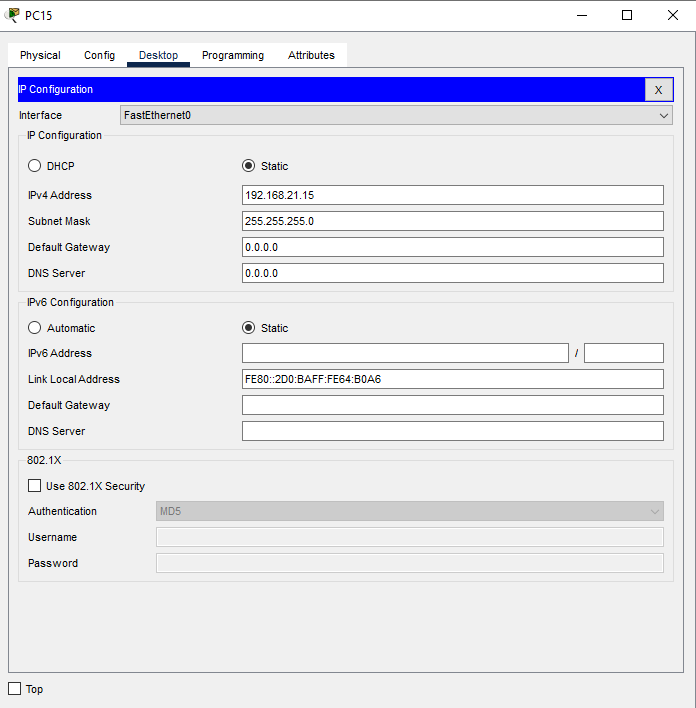 PC15
Physical Config Desktop Programming Attributes
IP Configuration X
Interface FastEthernet0
IP Configuration
DHCP Static
IPv4 Address 192.168.21.15
Subnet Mask 255.255.255.0
Default Gateway 0.0.0.0
DNS Server 0.0.0.0
IPv6 Configuration
Automatic Static
IPv6 Address /
Link Local Address FE80::2D0:BAFF:FE64:B0A6
Default Gateway
DNS Server
802.1X
Use 802.1X Security
Authentication MD5
Username
Password
Top